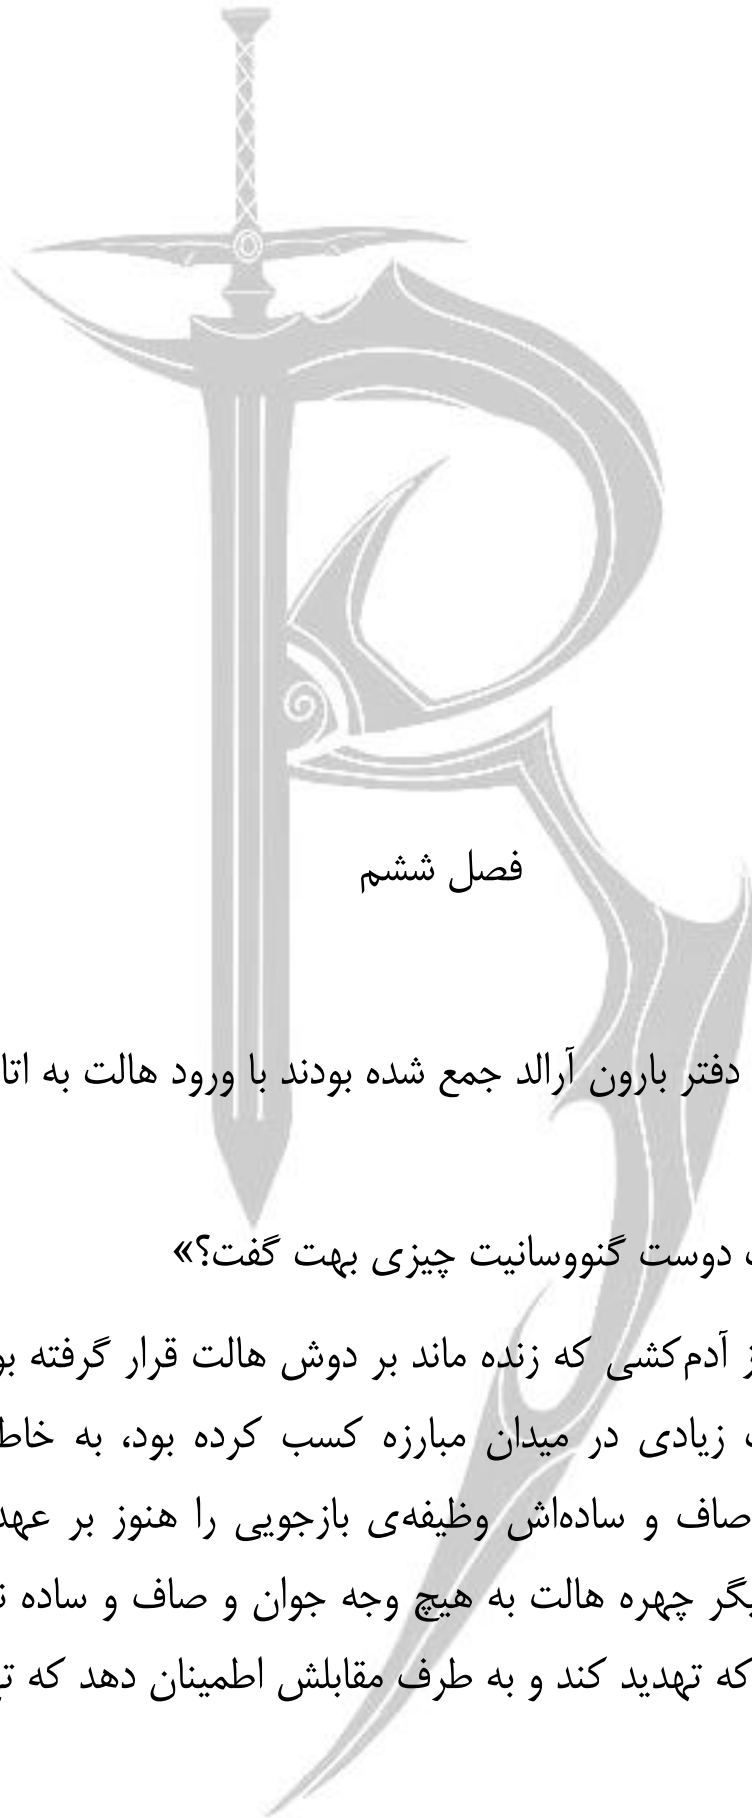 فصل ششم
دفتر بارون آرالد جمع شده بودند با ورود هالت به اتا
دوست گنووسانیت چیزی بهت گفت؟»
آدم‌کشی که زنده ماند بر دوش هالت قرار گرفته بو
زیادی در میدان مبارزه کسب کرده بود، به خاط
صاف و ساده‌اش وظیفه‌ی بازجویی را هنوز بر عهد
یگر چهره هالت به هیچ وجه جوان و صاف و ساده ن
که تهدید کند و به طرف مقابلش اطمینان دهد که تع